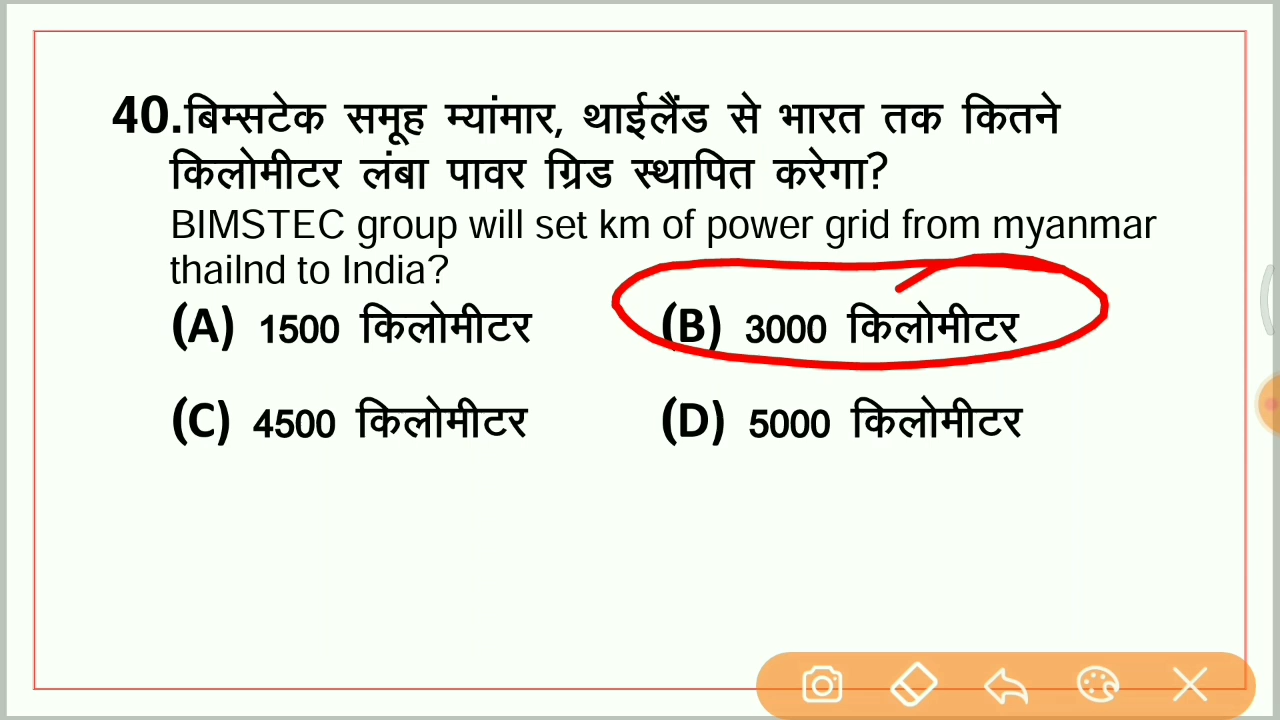 40.बिम्सटेक समूह म्यांमार, थाईलैंड से भारत तक कितने
किलोमीटर लंबा पावर ग्रिड स्थापित करेगा?
BIMSTEC group will set km of power grid from myanmar
thailnd to India?
(A) 1500 किलोमीटर (B) 3000 किलोमीटर
(C) 4500 किलोमीटर (D) 5000 किलोमीटर